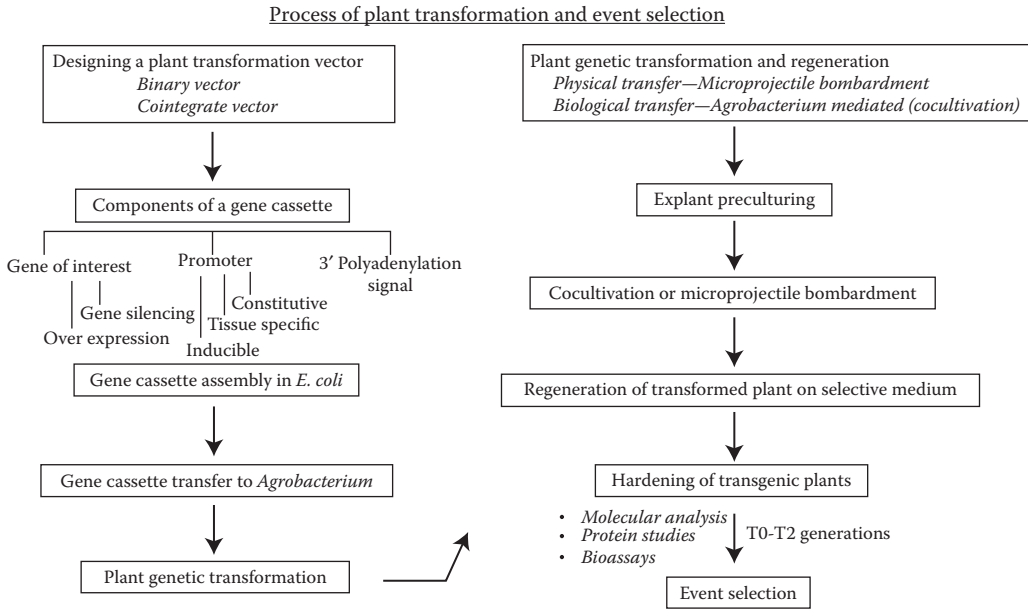 Process of plant transformation and event selection
Designing a plant transformation vector
Binary vector
Cointegrate vector
Components of a gene cassette
Gene of interest
Promoter
3′ Polyadenylation
signal
Gene silencing
Over expression
Constitutive
Tissue specific
Inducible
Gene cassette assembly in E. coli
Gene cassette transfer to Agrobacterium
Plant genetic transformation
Plant genetic transformation and regeneration
Physical transfer—Microprojectile bombardment
Biological transfer—Agrobacterium mediated (cocultivation)
Explant preculturing
Cocultivation or microprojectile bombardment
Regeneration of transformed plant on selective medium
Hardening of transgenic plants
• Molecular analysis
• Protein studies
• Bioassays
T0-T2 generations
Event selection